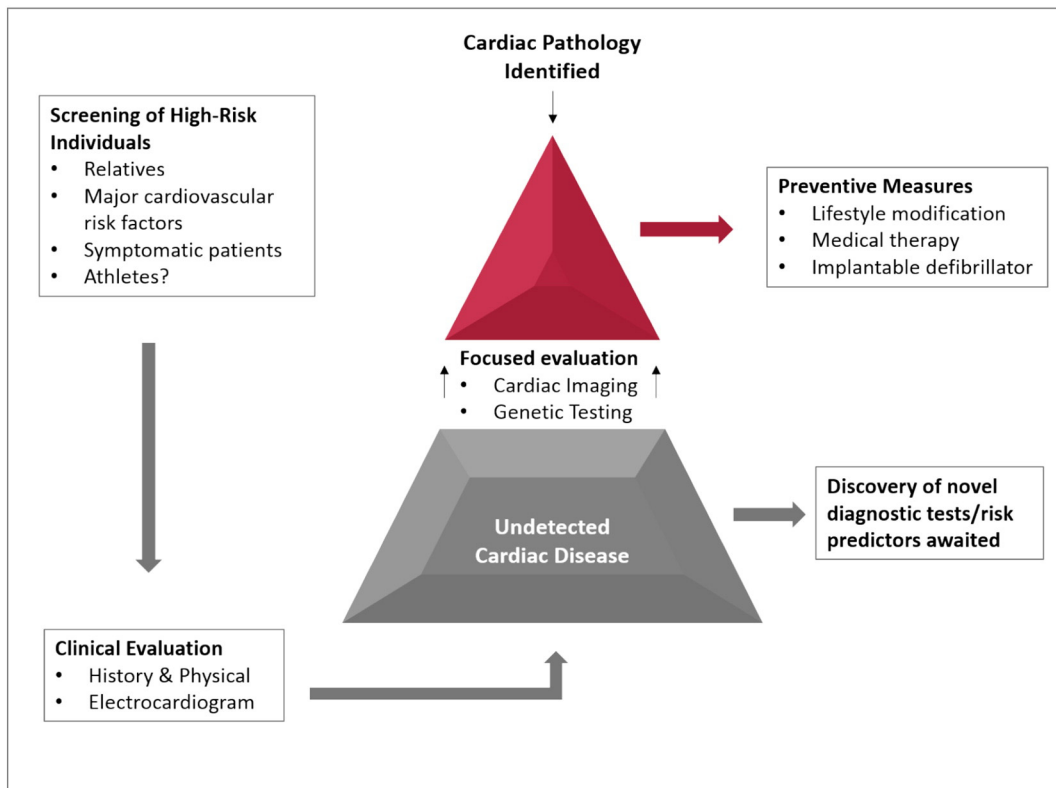 Cardiac Pathology
Identified
Screening of High-Risk
Individuals
• Relatives
• Major cardiovascular
risk factors
• Symptomatic patients
• Athletes?
Preventive Measures
• Lifestyle modification
• Medical therapy
• Implantable defibrillator
Focused evaluation
• Cardiac Imaging
• Genetic Testing
Undetected
Cardiac Disease
Discovery of novel
diagnostic tests/risk
predictors awaited
Clinical Evaluation
• History & Physical
• Electrocardiogram